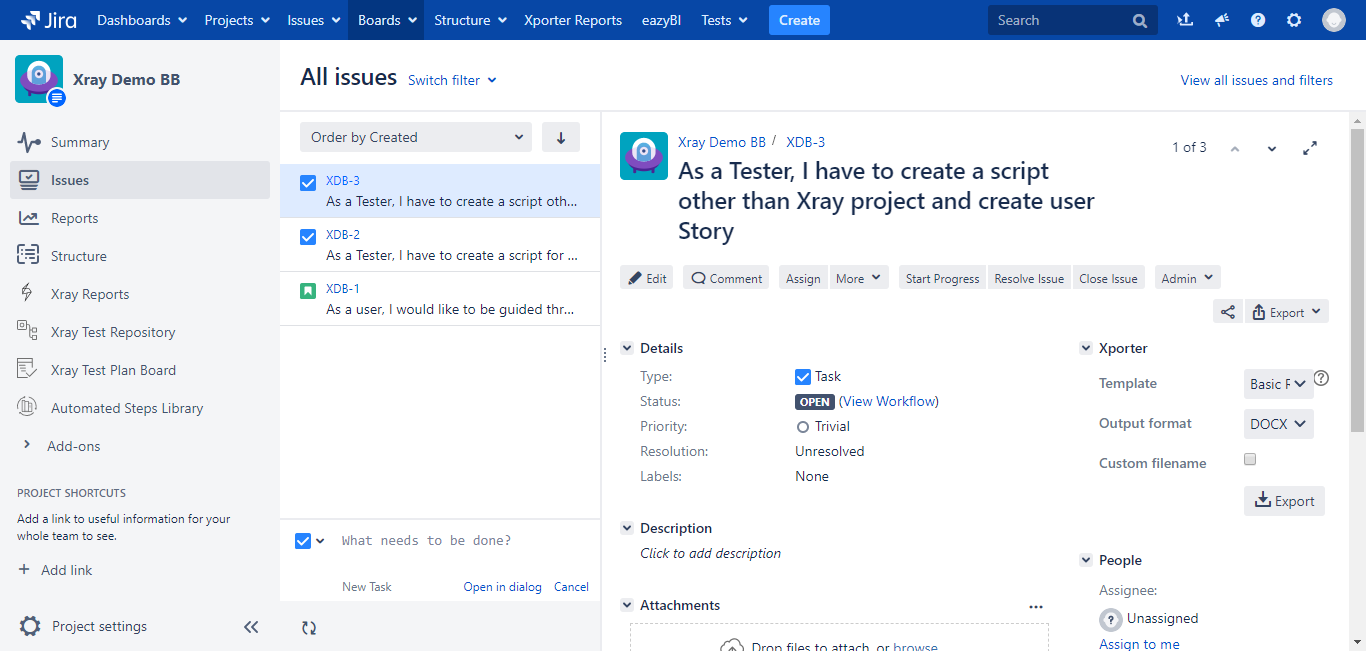 Jira Dashboards Projects Issues Boards Structure Xporter Reports eazyBI Tests Create Search
Xray Demo BB
Summary
Issues
Reports
Structure
Xray Reports
Xray Test Repository
Xray Test Plan Board
Automated Steps Library
Add-ons
PROJECT SHORTCUTS
Add a link to useful information for your
whole team to see.
+ Add link
Project settings
All issues Switch filter
View all issues and filters
Order by Created
XDB-3
As a Tester, I have to create a script oth...
XDB-2
As a Tester, I have to create a script for ...
XDB-1
As a user, I would like to be guided thr...
What needs to be done?
New Task Open in dialog Cancel
Xray Demo BB / XDB-3
1 of 3
As a Tester, I have to create a script
other than Xray project and create user
Story
Edit Comment Assign More Start Progress Resolve Issue Close Issue Admin
Export
Details
Type: Task
Status: OPEN (View Workflow)
Priority: Trivial
Resolution: Unresolved
Labels: None
Description
Click to add description
Attachments
Drop files to attach, or browse
Xporter
Template Basic F
Output format DOCX
Custom filename
Export
People
Assignee:
Unassigned
Assign to me